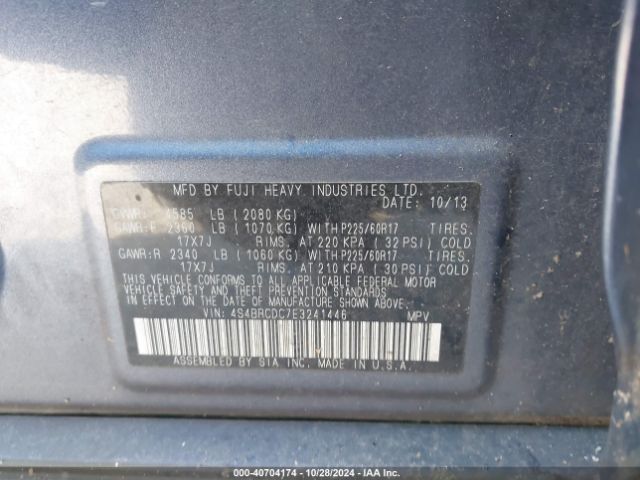 MFD BY FUJI HEAVY INDUSTRIES LTD.
DATE: 10/13
GVWR: 4585 LB (2080 KG)
GAWR:F 2360 LB (1070 KG) WITH P225/60R17 TIRES.
17X7J RIMS. AT 220 KPA (32 PSI) COLD
GAWR:R 2340 LB (1060 KG) WITH P225/60R17 TIRES.
17X7J RIMS. AT 210 KPA (30 PSI) COLD
THIS VEHICLE CONFORMS TO ALL APPLICABLE FEDERAL MOTOR
VEHICLE SAFETY AND THEFT PREVENTION STANDARDS
IN EFFECT ON THE DATE OF MANUFACTURE SHOWN ABOVE.
VIN: 4S4BRCDC7E3241446 MPV
ASSEMBLED BY SIA INC. MADE IN U.S.A.
000-40704174 - 10/28/2024 - IAA Inc.